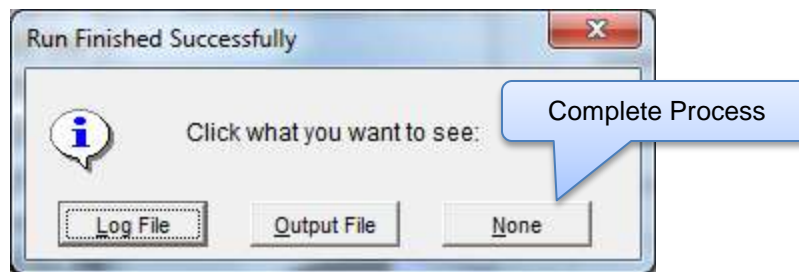 Run Finished Successfully
Complete Process
Click what you want to see:
Log File
Output File
None